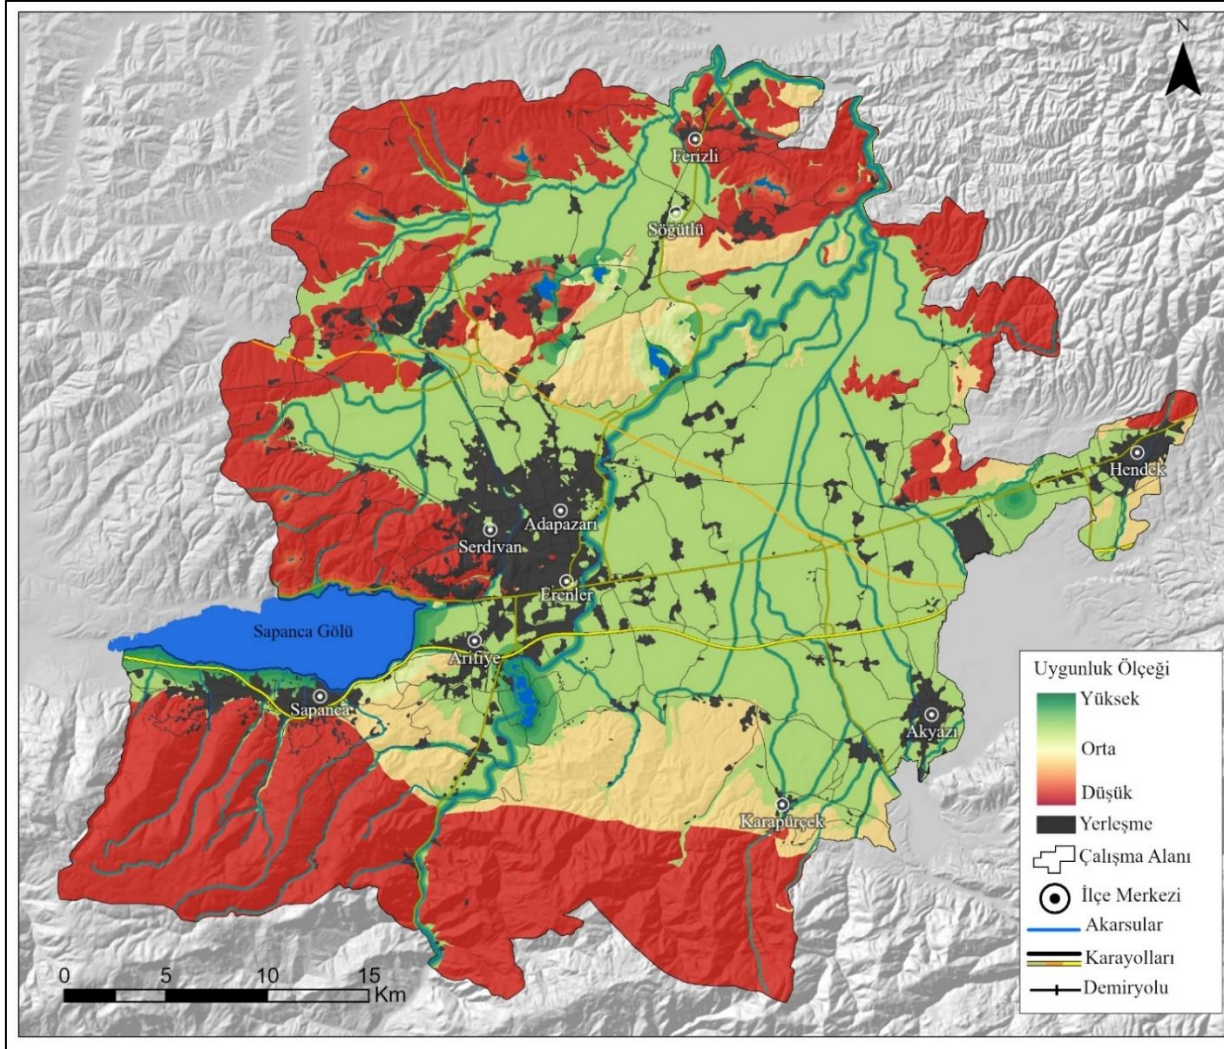 N
Ferizli
Söğütlü
Hendek
Adapazarı
Serdivan
Erenler
Sapanca Gölü
Arifiye
Sapanca
Akyazı
Karapürçek
Uygunluk Ölçeği
Yüksek
Orta
Düşük
Yerleşme
Çalışma Alanı
İlçe Merkezi
Akarsular
Karayolları
Demiryolu
0 5 10 15
Km